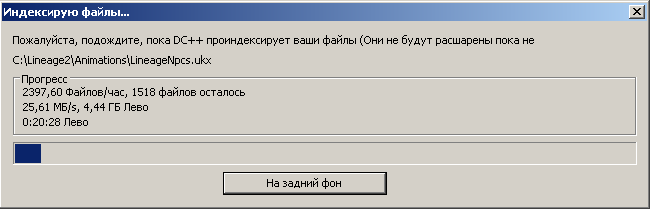 Индексирую файлы...
Пожалуйста, подождите, пока DC++ проиндексирует ваши файлы (Они не будут расшарены пока не
C:\Lineage2\Animations\LineageNpcs.ukx
Прогресс
2397,60 Файлов/час, 1518 файлов осталось
25,61 МБ/s, 4,44 ГБ Лево
0:20:28 Лево
На задний фон